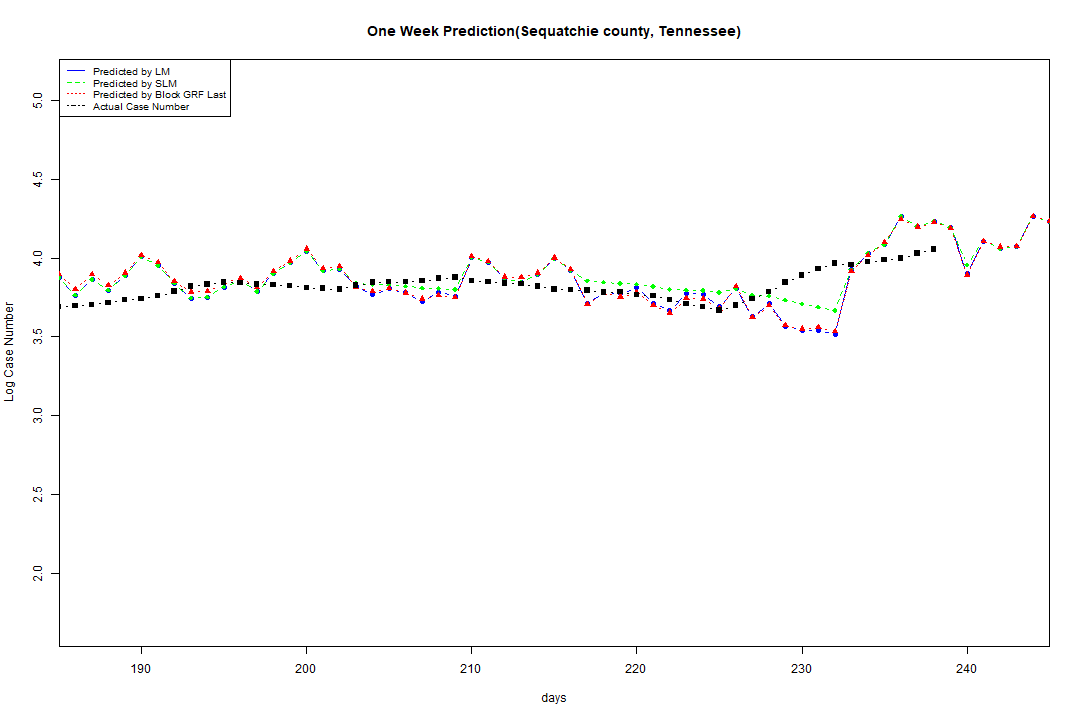 One Week Prediction(Sequatchie county, Tennessee)
Predicted by LM
Predicted by SLM
Predicted by Block GRF Last
Actual Case Number
5.0
4.5
4.0
3.5
3.0
2.5
2.0
Log Case Number
190 200 210 220 230 240
days